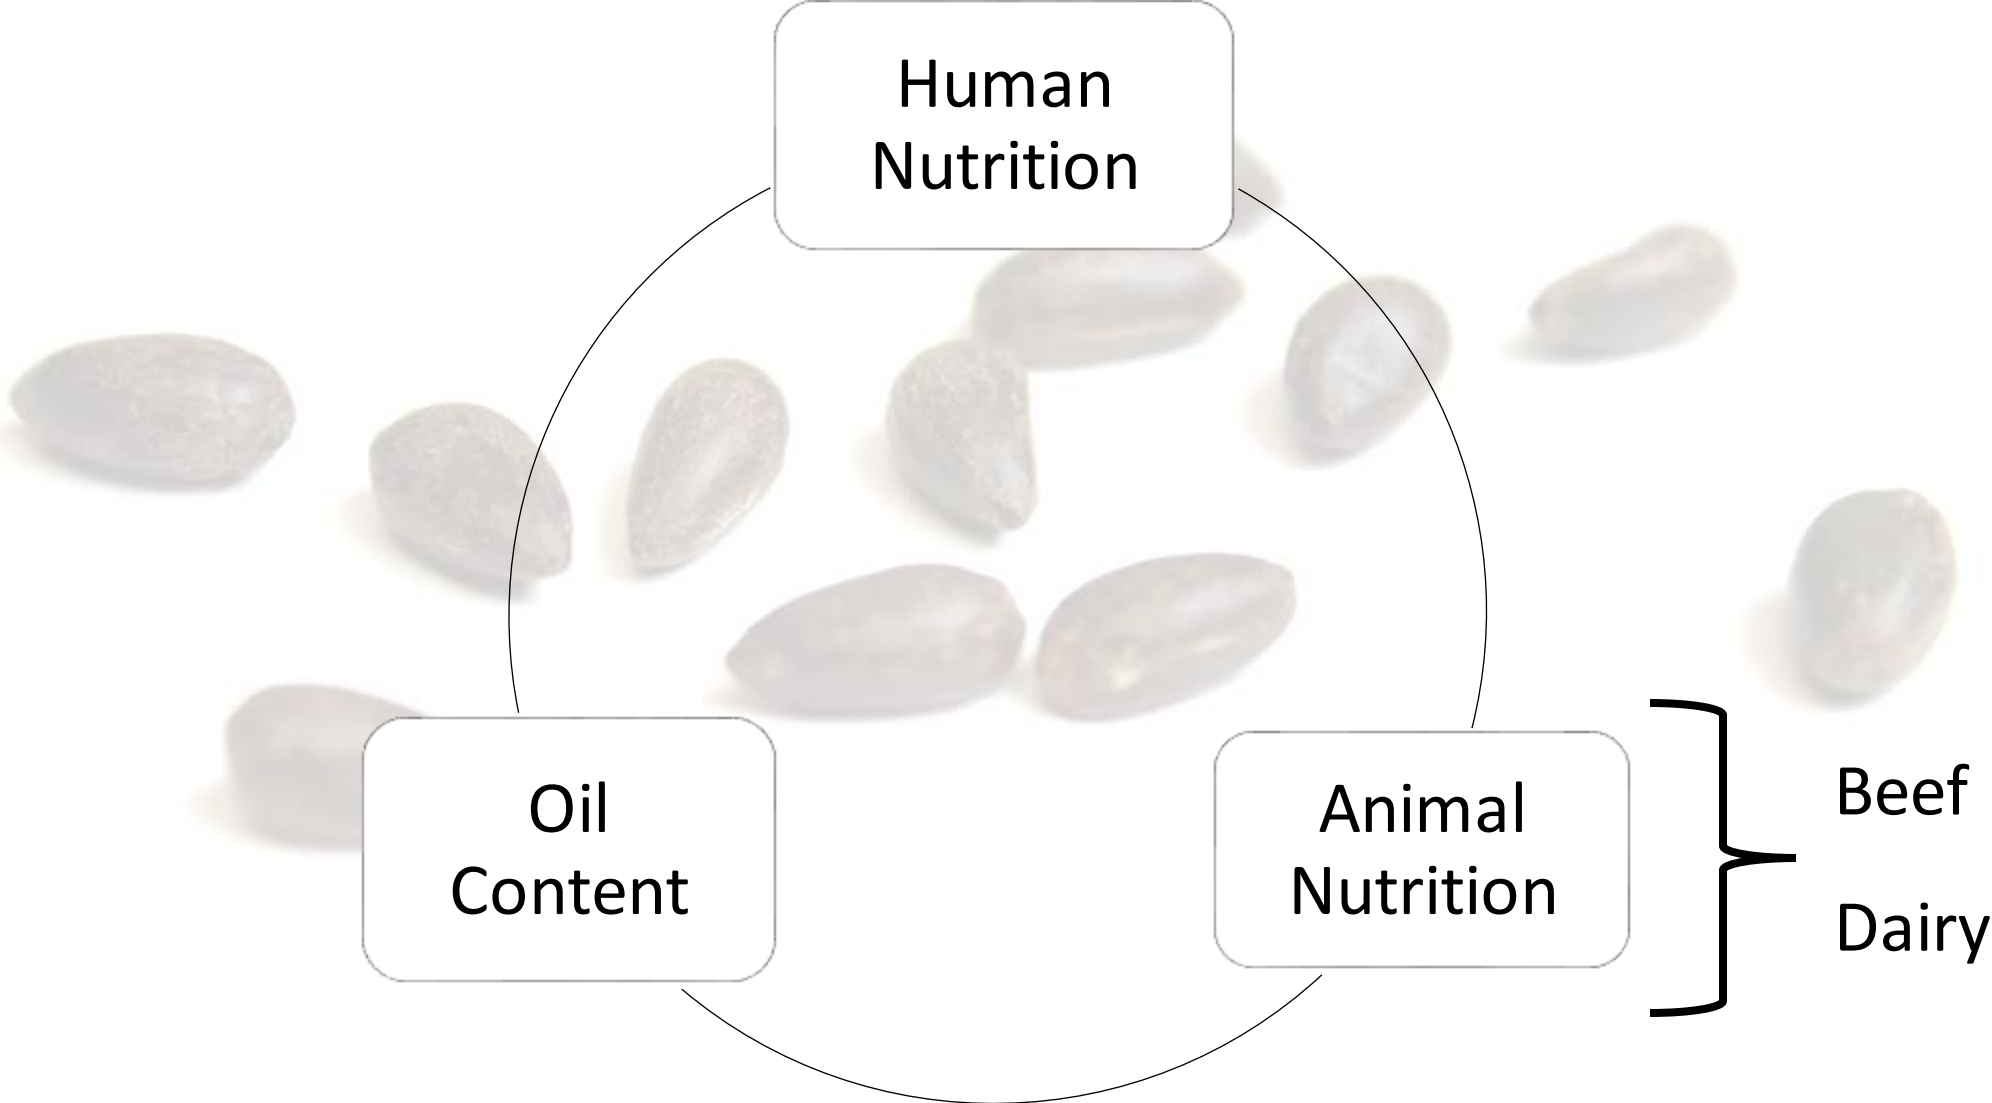 Human
Nutrition
Oil
Content
Animal
Nutrition
Beef
Dairy